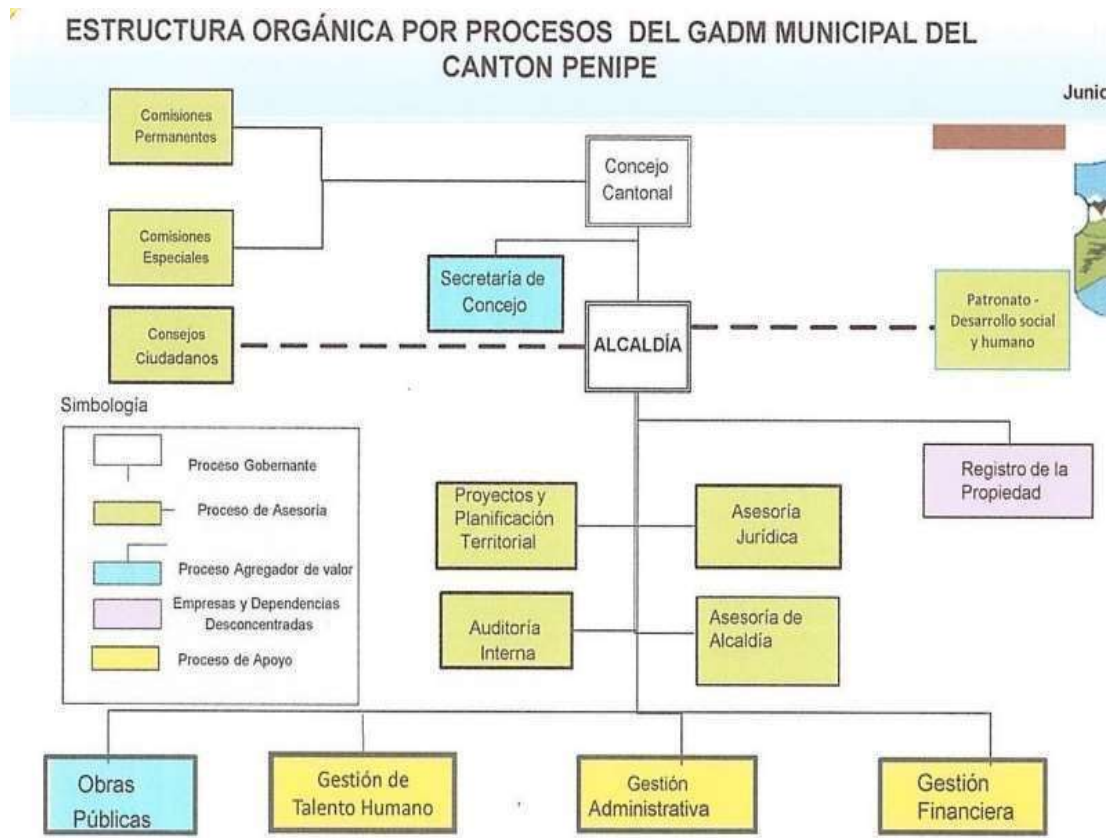 ESTRUCTURA ORGÁNICA POR PROCESOS DEL GADM MUNICIPAL DEL
CANTON PENIPE
Junio
Comisiones
Permanentes
Concejo
Cantonal
Comisiones
Especiales
Secretaría de
Concejo
Patronato -
Desarrollo social
y humano
Consejos
Ciudadanos
ALCALDÍA
Simbología
Proceso Gobernante
Proceso de Asesoria
Proceso Agregador de valor
Empresas y Dependencias
Desconcentradas
Proceso de Apoyo
Registro de la
Propiedad
Proyectos y
Planificación
Territorial
Asesoría
Jurídica
Auditoría
Interna
Asesoría de
Alcaldía
Obras
Públicas
Gestión de
Talento Humano
Gestión
Administrativa
Gestión
Financiera